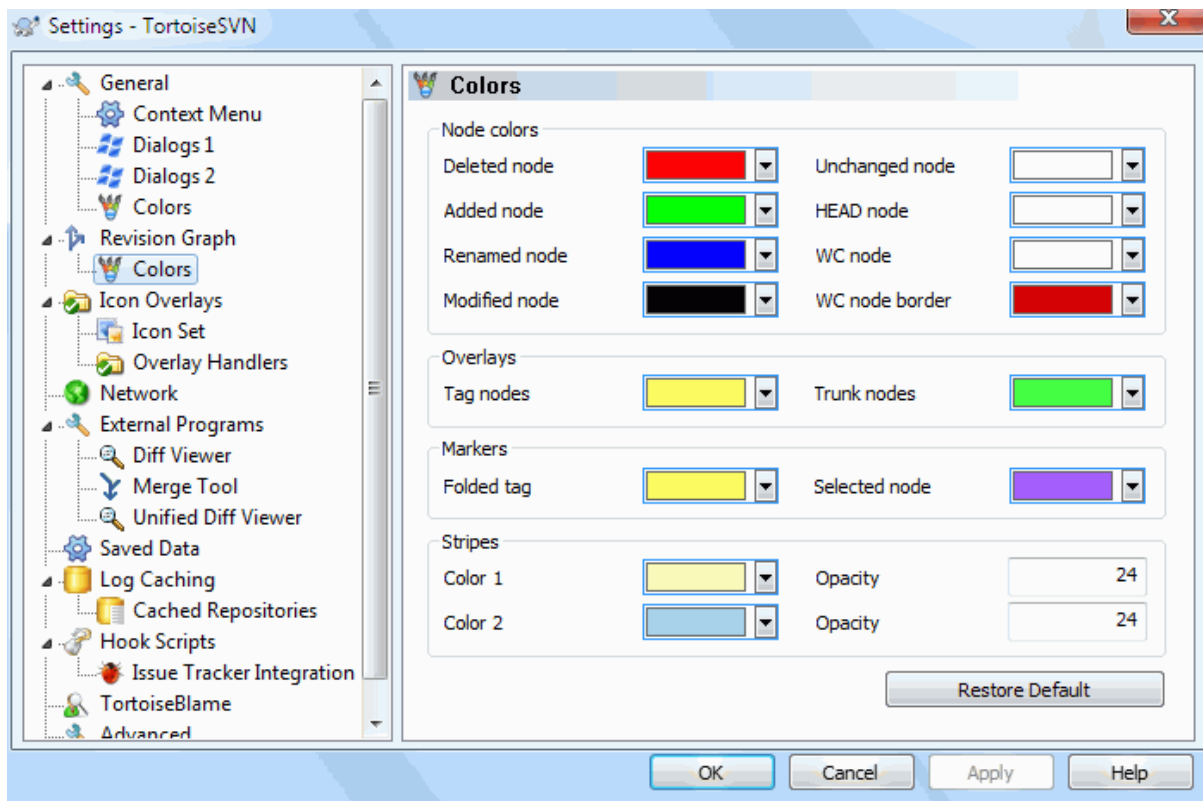 Settings - TortoiseSVN
General
Context Menu
Dialogs 1
Dialogs 2
Colors
Revision Graph
Colors
Icon Overlays
Icon Set
Overlay Handlers
Network
External Programs
Diff Viewer
Merge Tool
Unified Diff Viewer
Saved Data
Log Caching
Cached Repositories
Hook Scripts
Issue Tracker Integration
TortoiseBlame
Advanced
Colors
Node colors
Deleted node
Unchanged node
Added node
HEAD node
Renamed node
WC node
Modified node
WC node border
Overlays
Tag nodes
Trunk nodes
Markers
Folded tag
Selected node
Stripes
Color 1
Opacity
24
Color 2
Opacity
24
Restore Default
OK
Cancel
Apply
Help